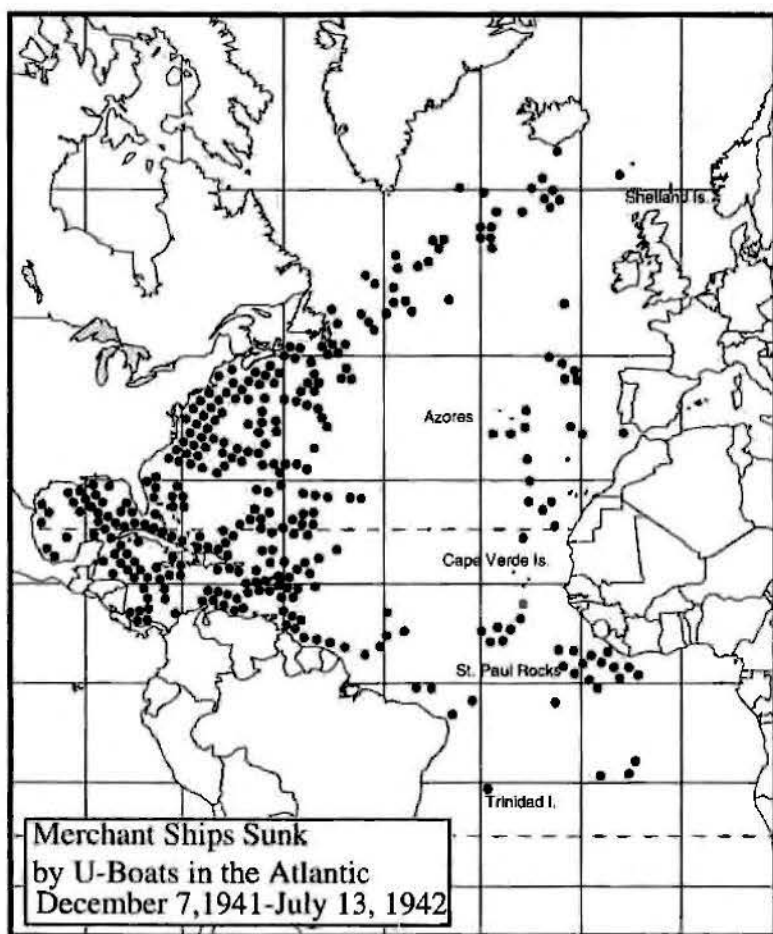 Shelland Is.
Azores
Cape Verde Is.
St. Paul Rocks
Trinidad I.
Merchant Ships Sunk
by U-Boats in the Atlantic
December 7,1941-July 13, 1942